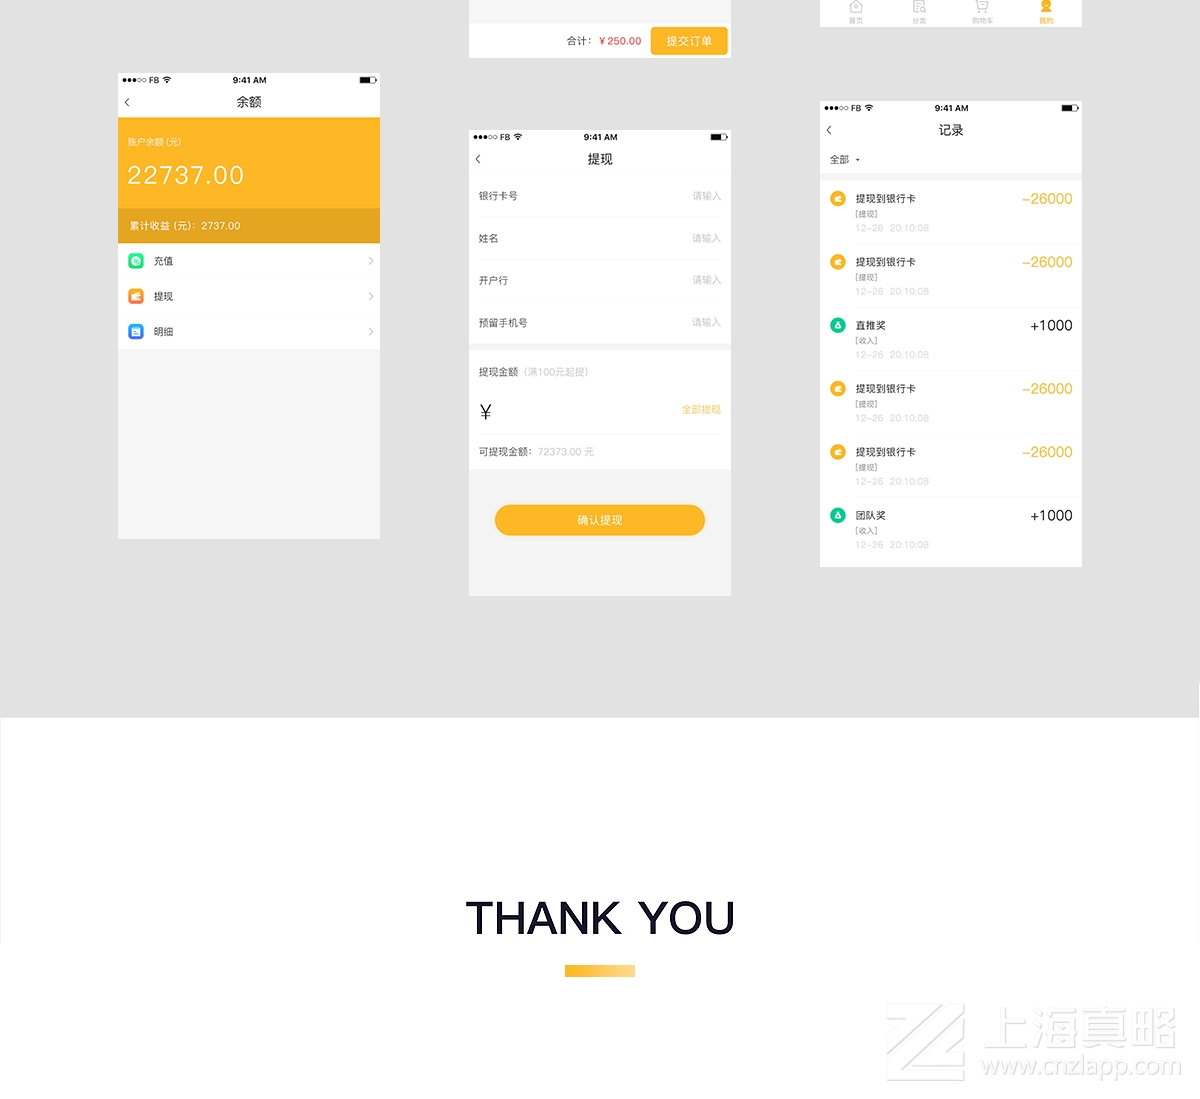 合计：￥250.00 提交订单
首页 分类 购物车 我的
●●●○○ FB 9:41 AM
余额
账户余额 (元)
22737.00
累计收益 (元)：2737.00
充值
提现
明细
●●●○○ FB 9:41 AM
提现
银行卡号 请输入
姓名 请输入
开户行 请输入
预留手机号 请输入
提现金额 (满100元起提)
￥ 全部提现
可提现金额：72373.00 元
确认提现
●●●○○ FB 9:41 AM
记录
全部
提现到银行卡 -26000
[提现]
12-26 20:10:08
提现到银行卡 -26000
[提现]
12-26 20:10:08
直推奖 +1000
[收入]
12-26 20:10:08
提现到银行卡 -26000
[提现]
12-26 20:10:08
提现到银行卡 -26000
[提现]
12-26 20:10:08
团队奖 +1000
[收入]
12-26 20:10:08
THANK YOU
上海真略
www.cnzlapp.com